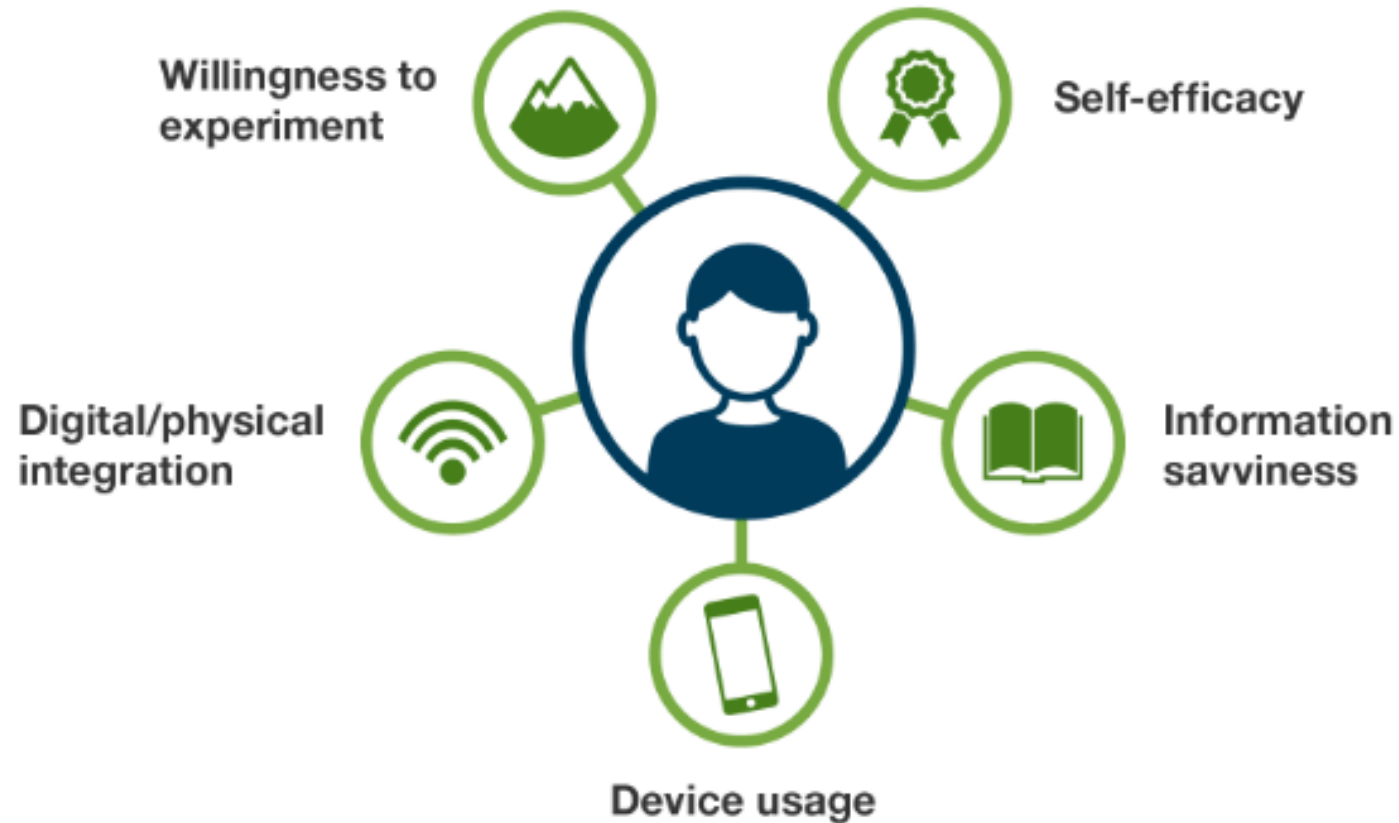 Willingness to
experiment
Self-efficacy
Digital/physical
integration
Information
savviness
Device usage